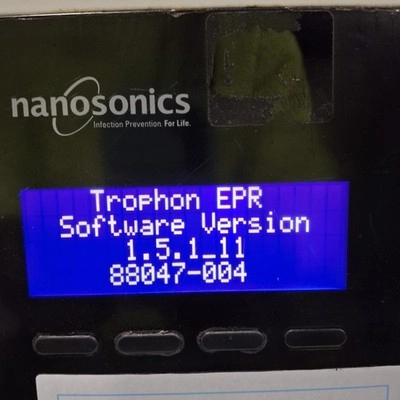 nanosonics
Infection Prevention. For Life.
Trophon EPR
Software Version
1.5.1_11
88047-004